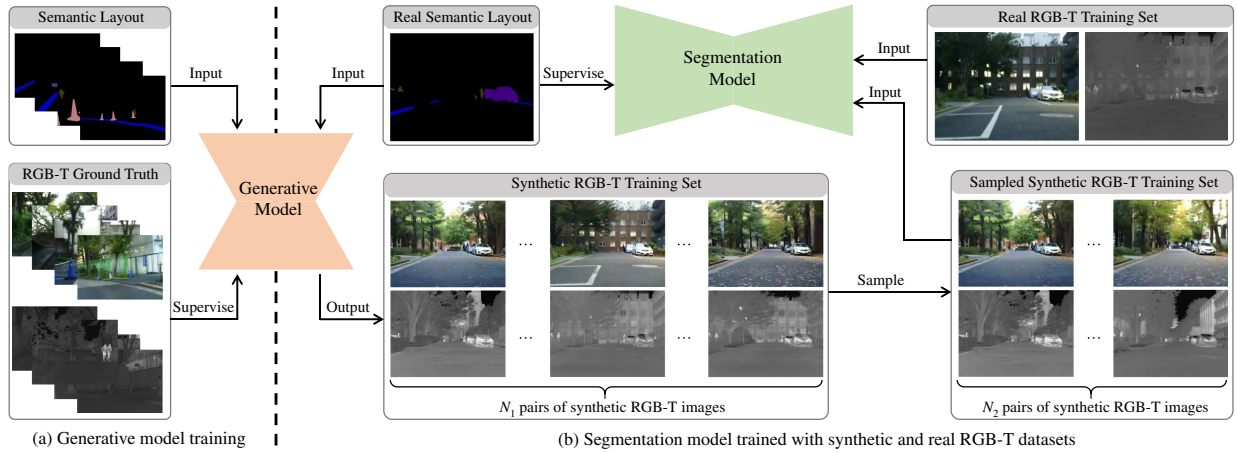 Semantic Layout
Input
RGB-T Ground Truth
Supervise
Generative
Model
Real Semantic Layout
Input
Supervise
Segmentation
Model
Input
Input
Real RGB-T Training Set
Output
Synthetic RGB-T Training Set
...
...
...
...
N₁ pairs of synthetic RGB-T images
Sample
Sampled Synthetic RGB-T Training Set
...
...
N₂ pairs of synthetic RGB-T images
(a) Generative model training
(b) Segmentation model trained with synthetic and real RGB-T datasets